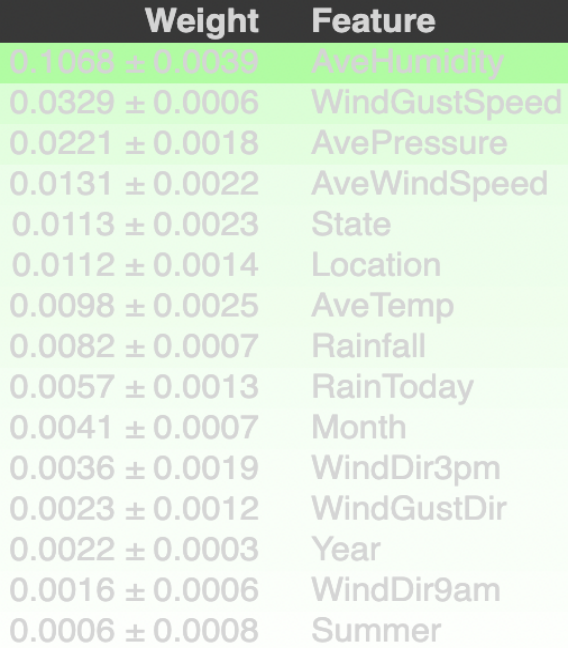 Weight Feature
0.1068 ± 0.0039 AveHumidity
0.0329 ± 0.0006 WindGustSpeed
0.0221 ± 0.0018 AvePressure
0.0131 ± 0.0022 AveWindSpeed
0.0113 ± 0.0023 State
0.0112 ± 0.0014 Location
0.0098 ± 0.0025 AveTemp
0.0082 ± 0.0007 Rainfall
0.0057 ± 0.0013 RainToday
0.0041 ± 0.0007 Month
0.0036 ± 0.0019 WindDir3pm
0.0023 ± 0.0012 WindGustDir
0.0022 ± 0.0003 Year
0.0016 ± 0.0006 WindDir9am
0.0006 ± 0.0008 Summer